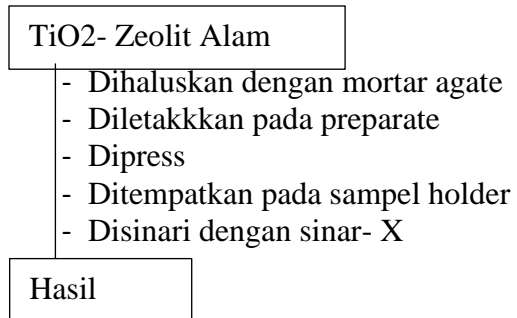 TiO2- Zeolit Alam
- Dihaluskan dengan mortar agate
- Diletakkkan pada preparate
- Dipress
- Ditempatkan pada sampel holder
- Disinari dengan sinar- X
Hasil